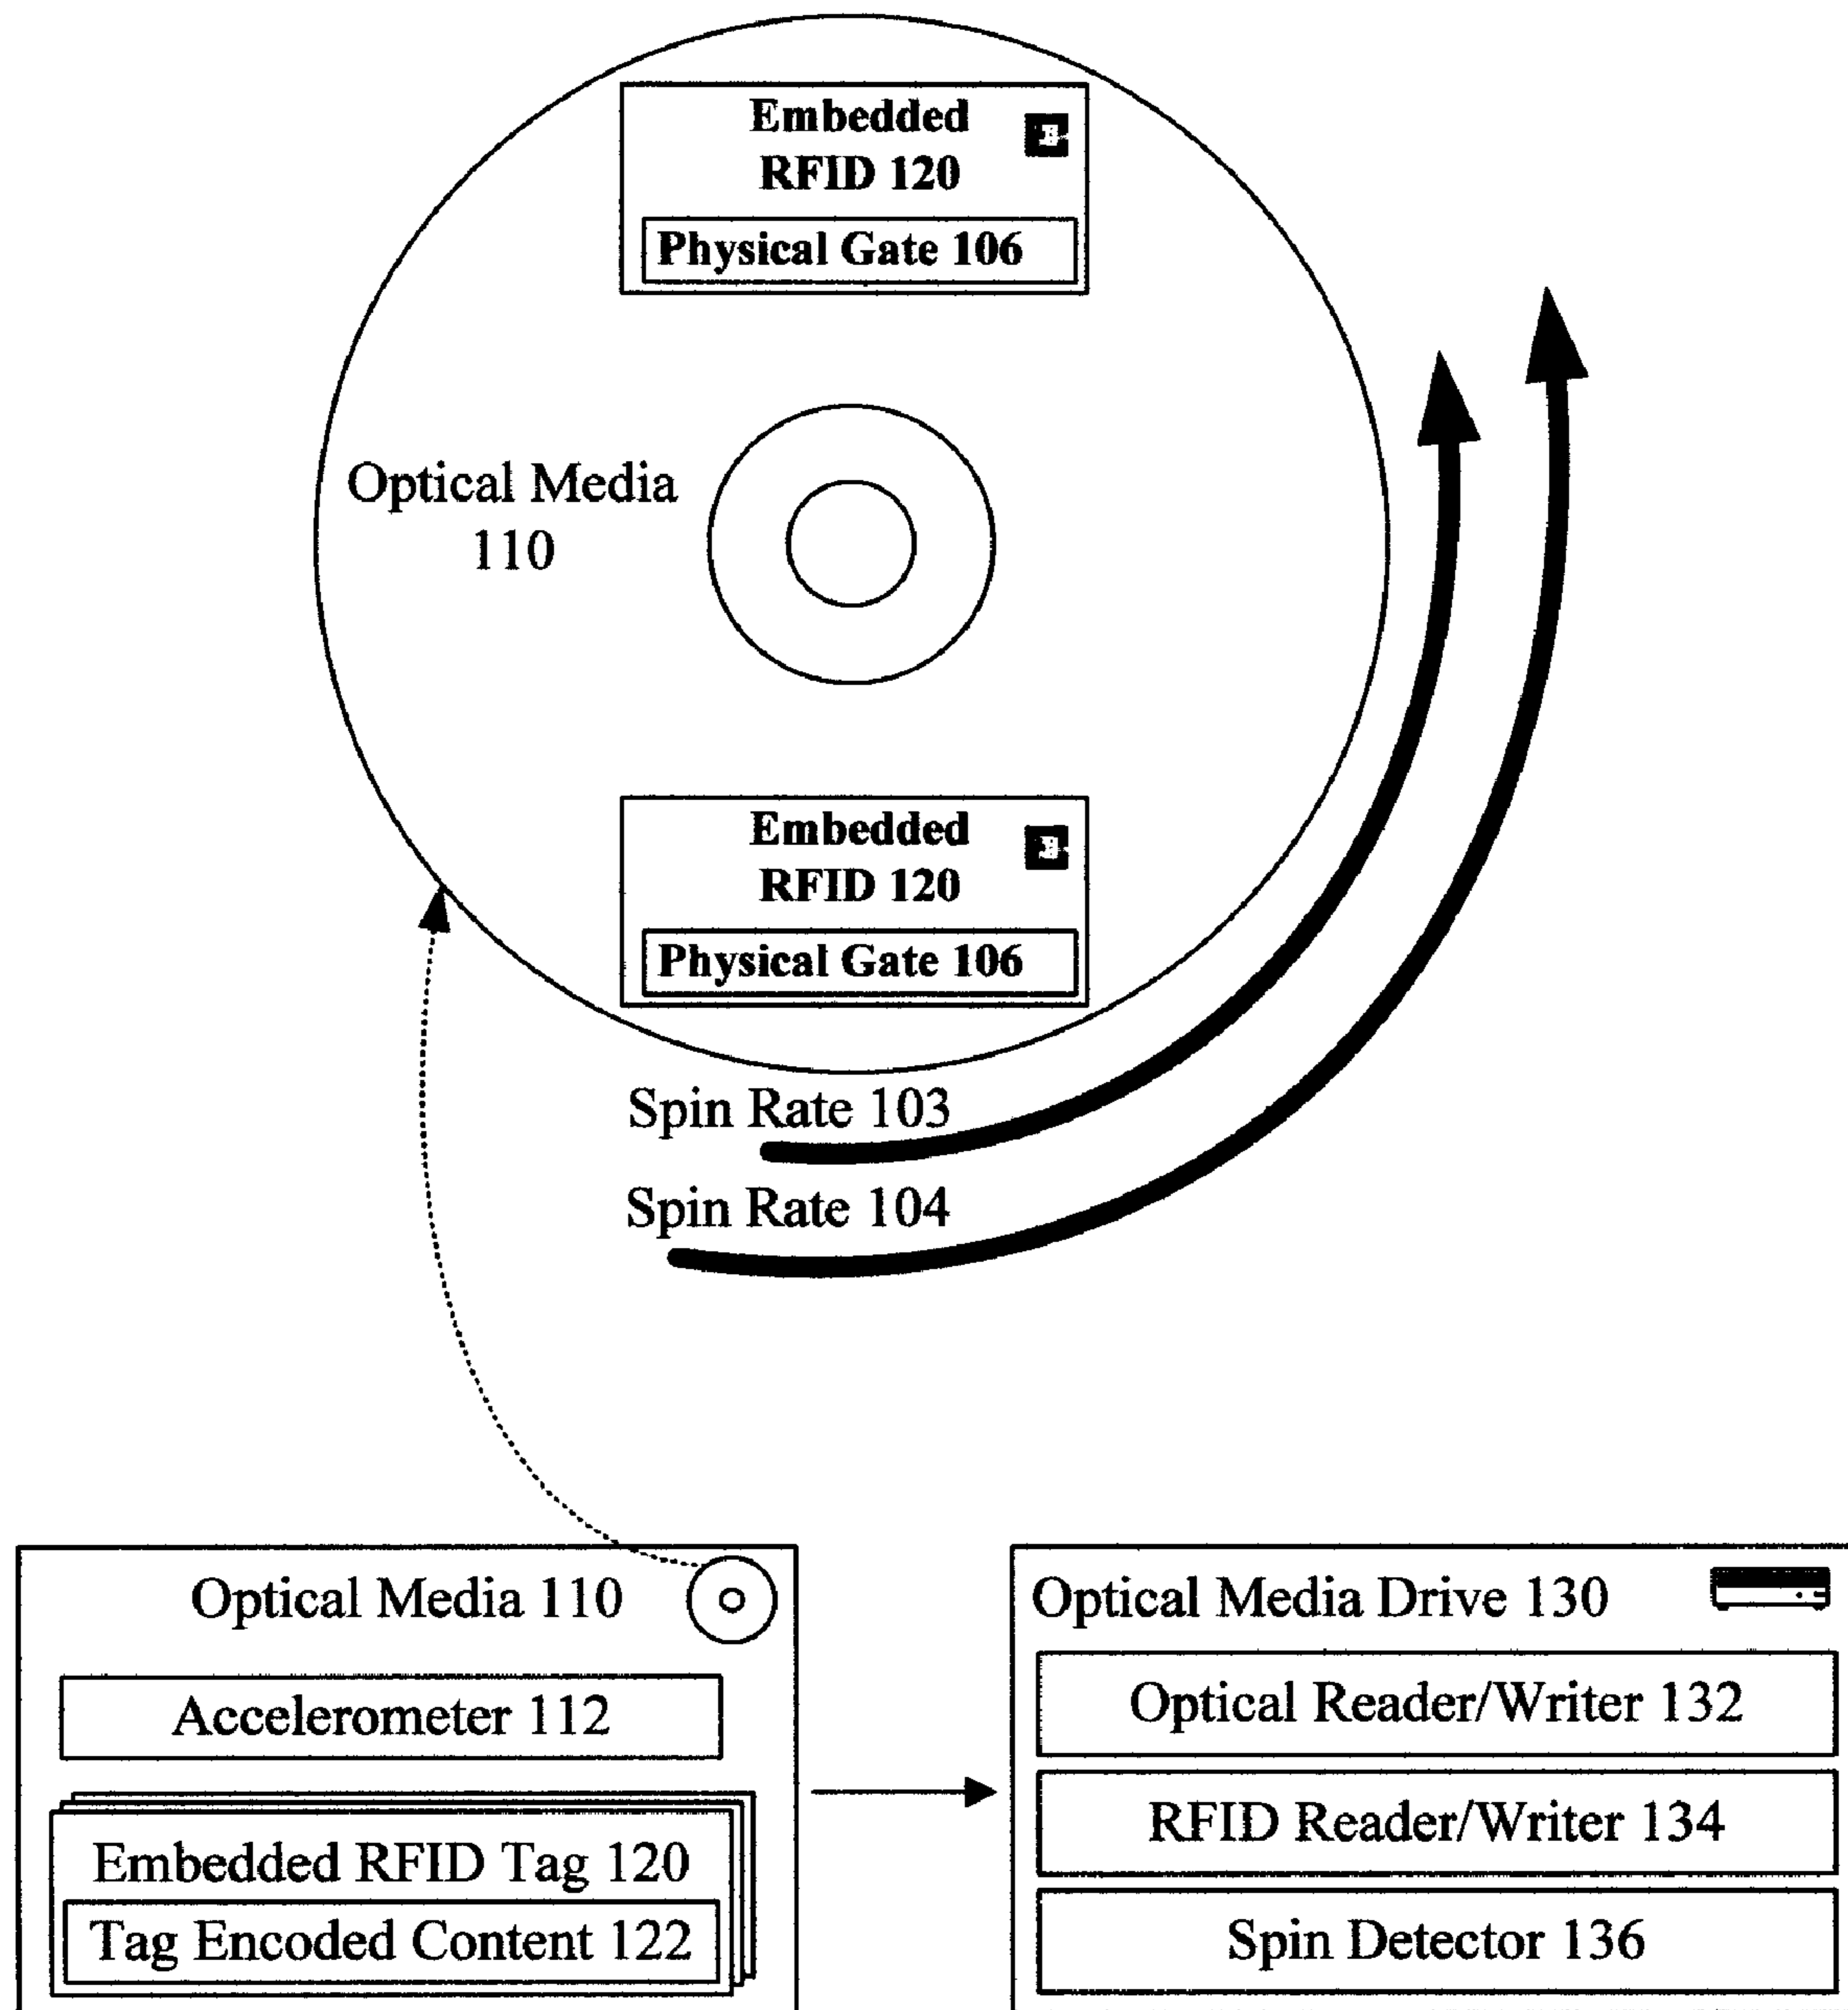 Embedded
RFID 120
Physical Gate 106
Optical Media
110
Embedded
RFID 120
Physical Gate 106
Spin Rate 103
Spin Rate 104
Optical Media 110
Accelerometer 112
Embedded RFID Tag 120
Tag Encoded Content 122
Optical Media Drive 130
Optical Reader/Writer 132
RFID Reader/Writer 134
Spin Detector 136